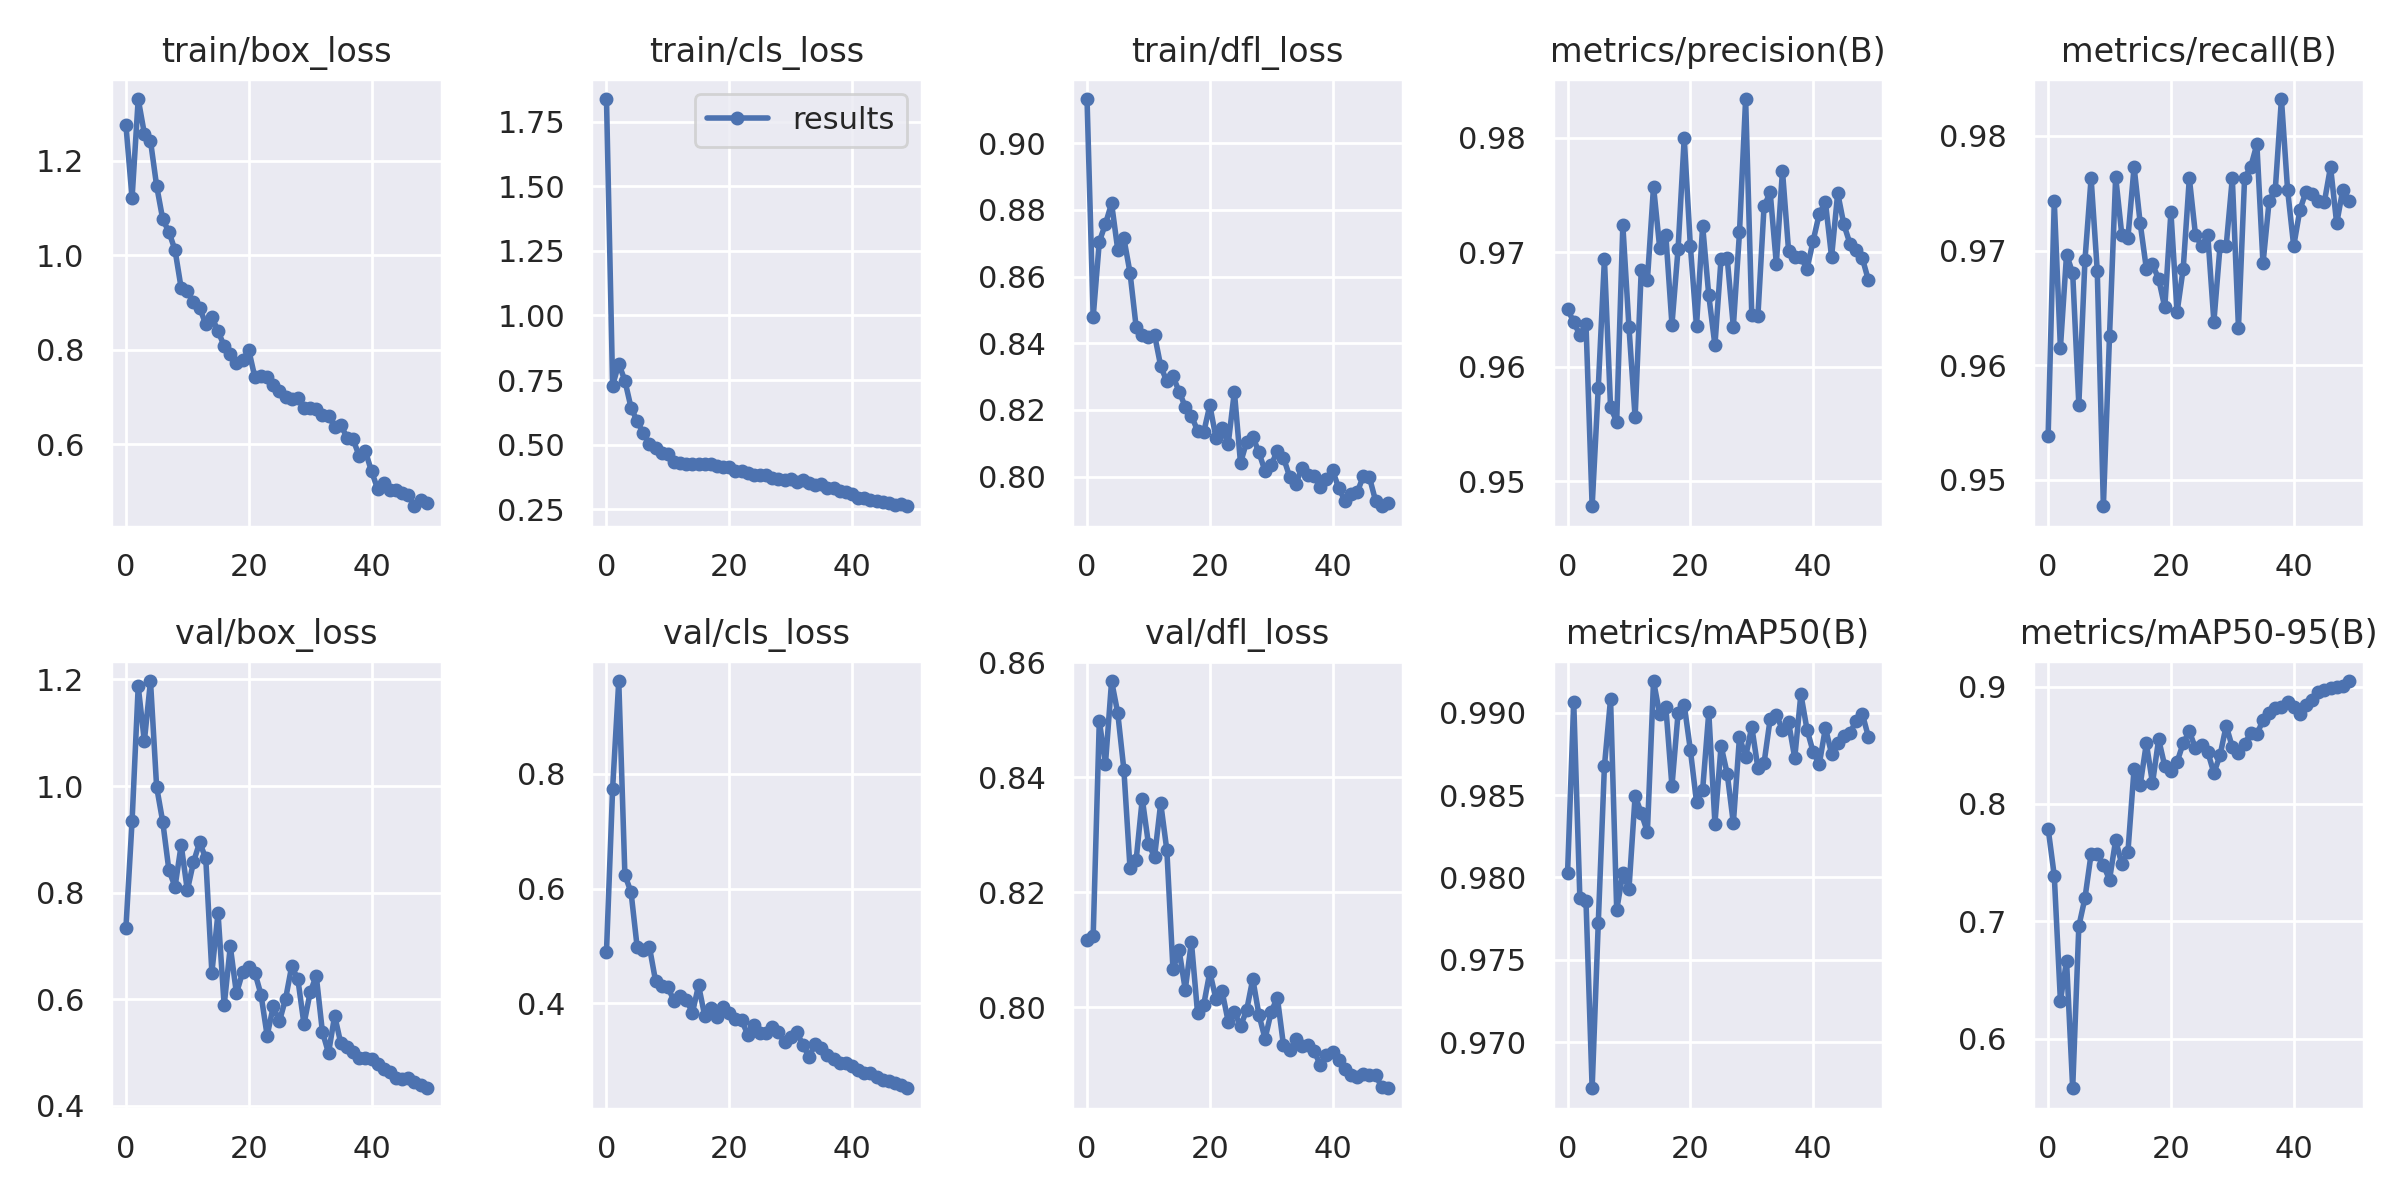 train/box_loss
1.2
1.0
0.8
0.6
0 20 40
train/cls_loss
results
1.75
1.50
1.25
1.00
0.75
0.50
0.25
0 20 40
train/dfl_loss
0.90
0.88
0.86
0.84
0.82
0.80
0 20 40
metrics/precision(B)
0.98
0.97
0.96
0.95
0 20 40
metrics/recall(B)
0.98
0.97
0.96
0.95
0 20 40
val/box_loss
1.2
1.0
0.8
0.6
0.4
0 20 40
val/cls_loss
0.8
0.6
0.4
0 20 40
val/dfl_loss
0.86
0.84
0.82
0.80
0 20 40
metrics/mAP50(B)
0.990
0.985
0.980
0.975
0.970
0 20 40
metrics/mAP50-95(B)
0.9
0.8
0.7
0.6
0 20 40